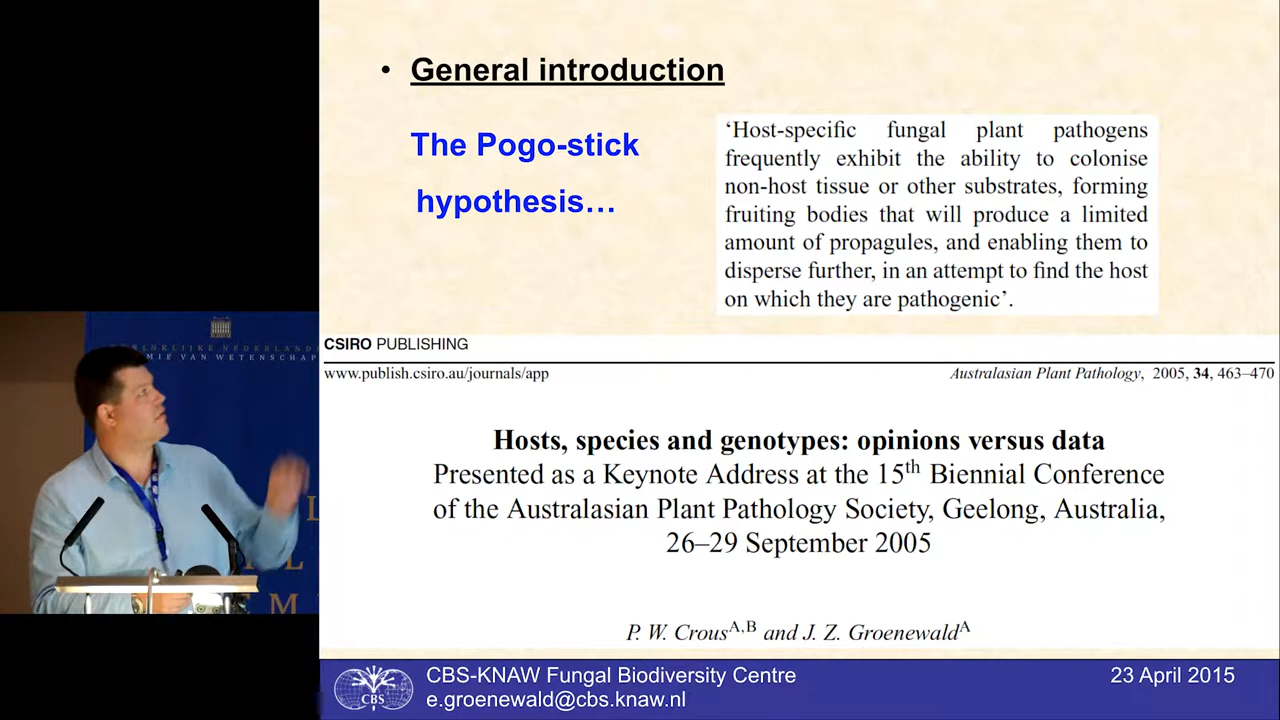 • General introduction
The Pogo-stick
hypothesis…
‘Host-specific fungal plant pathogens
frequently exhibit the ability to colonise
non-host tissue or other substrates, forming
fruiting bodies that will produce a limited
amount of propagules, and enabling them to
disperse further, in an attempt to find the host
on which they are pathogenic’.
CSIRO PUBLISHING
www.publish.csiro.au/journals/app
Australasian Plant Pathology, 2005, 34, 463–470
Hosts, species and genotypes: opinions versus data
Presented as a Keynote Address at the 15th Biennial Conference
of the Australasian Plant Pathology Society, Geelong, Australia,
26–29 September 2005
P. W. Crous A,B and J. Z. Groenewald A
CBS
CBS-KNAW Fungal Biodiversity Centre
23 April 2015
e.groenewald@cbs.knaw.nl
VAN WETENSCHAP